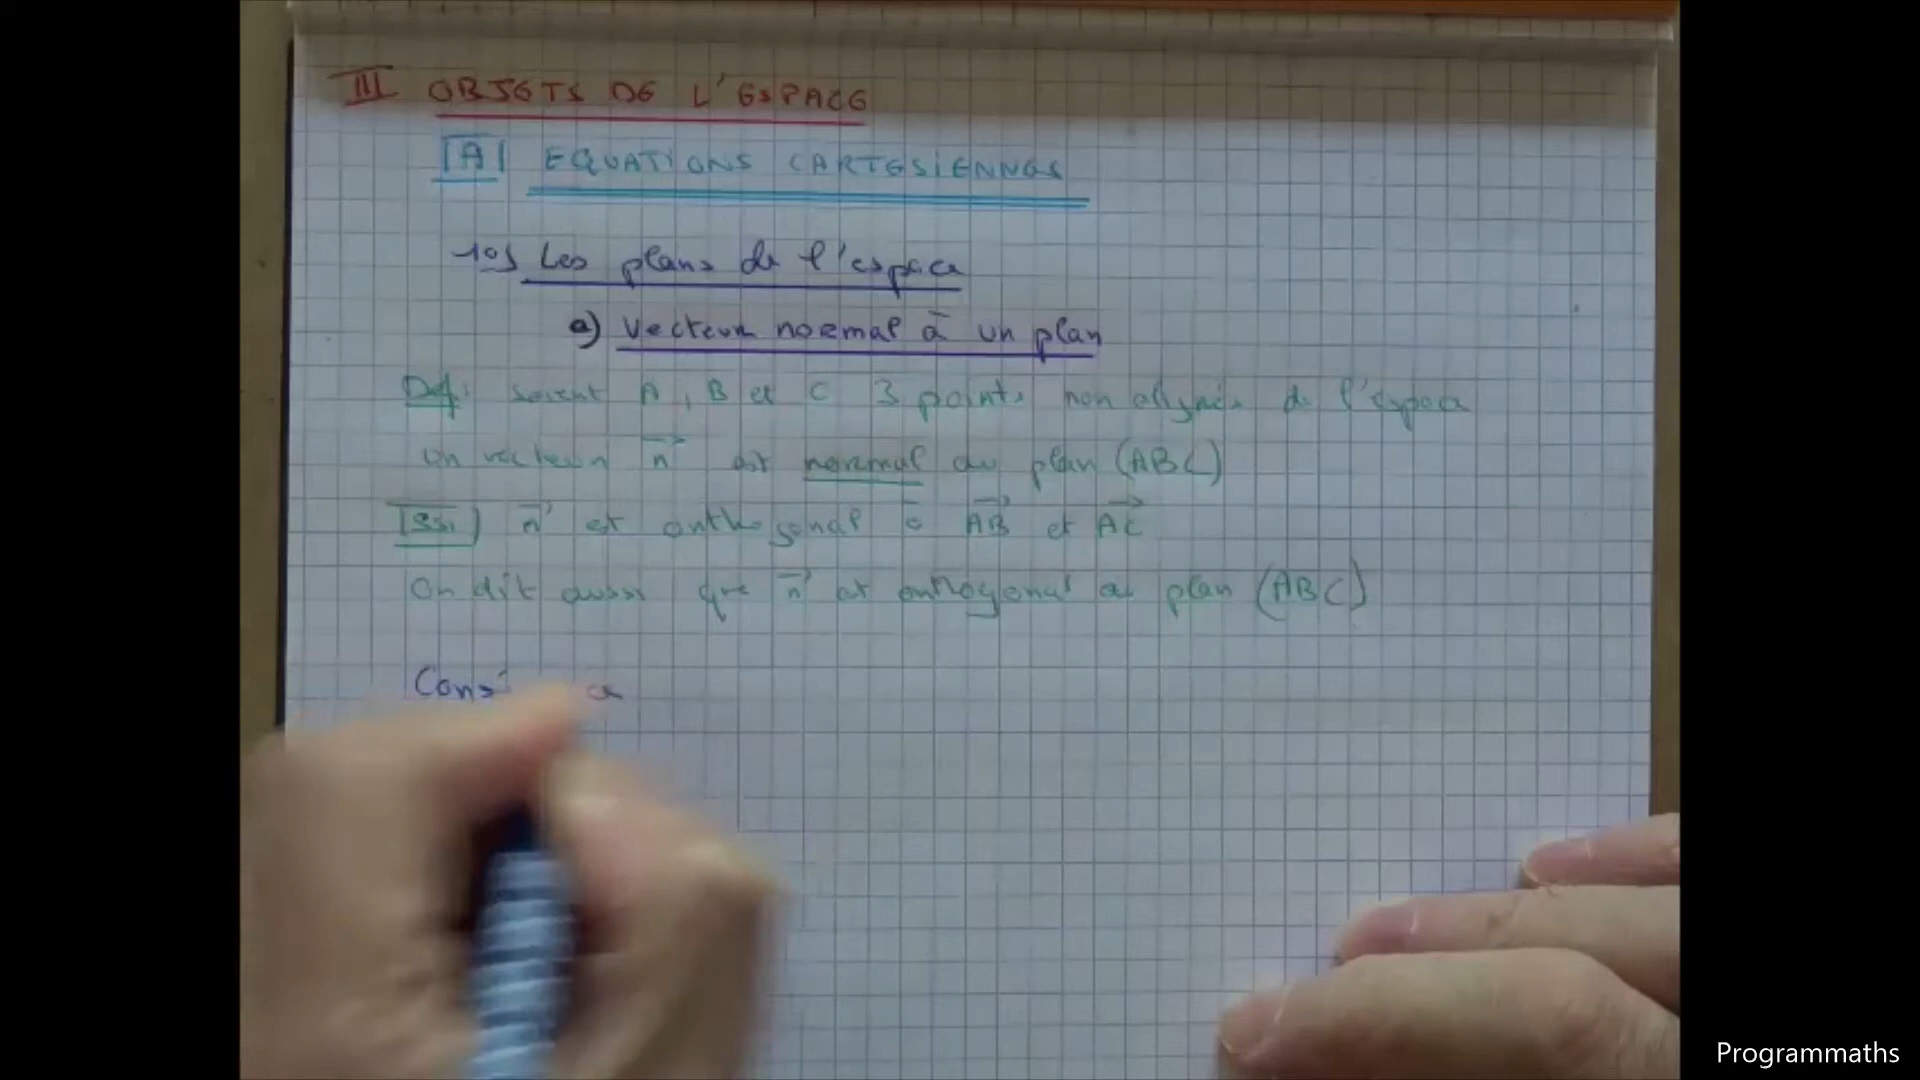 III OBJETS DE L'ESPACE
[A] EQUATIONS CARTESIENNES
1°) Les plans de l'espace
a) Vecteur normal à un plan
Def: soient A, B et C 3 points non alignés de l'espace
un vecteur n est normal au plan (ABC)
[SSI] n est orthogonal à AB et AC
On dit aussi que n est orthogonal au plan (ABC)
Programmaths